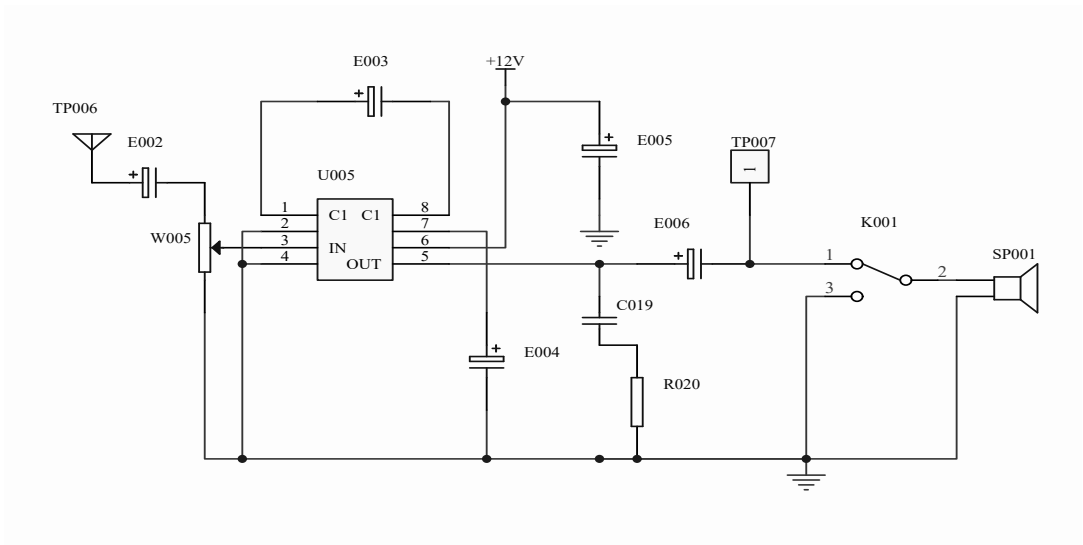 E003
+12V
TP006
E002
E005
TP007
U005
1
W005
1
2
3
4
C1 C1
IN
OUT
8
7
6
5
E006
K001
1
2
3
SP001
C019
E004
R020
+
+
+
+
+